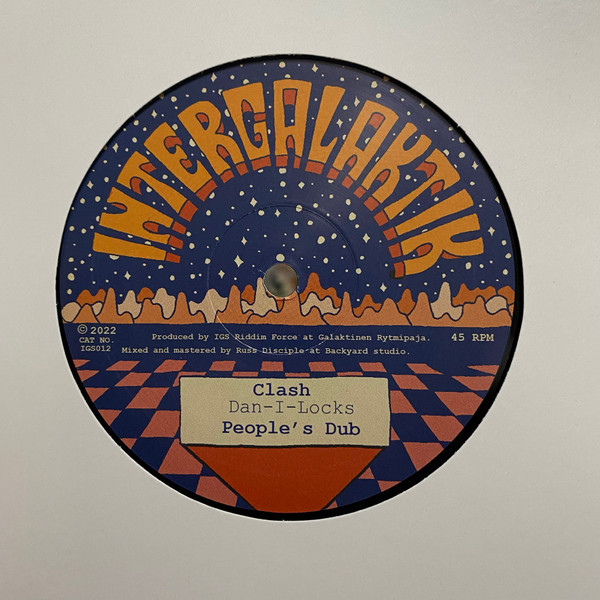 INTERGALAKTIK
© 2022
CAT NO.
IGS012
Produced by IGS Riddim Force at Galaktinen Rytmipaja.
Mixed and mastered by Russ Disciple at Backyard studio.
45 RPM
Clash
Dan-I-Locks
People's Dub